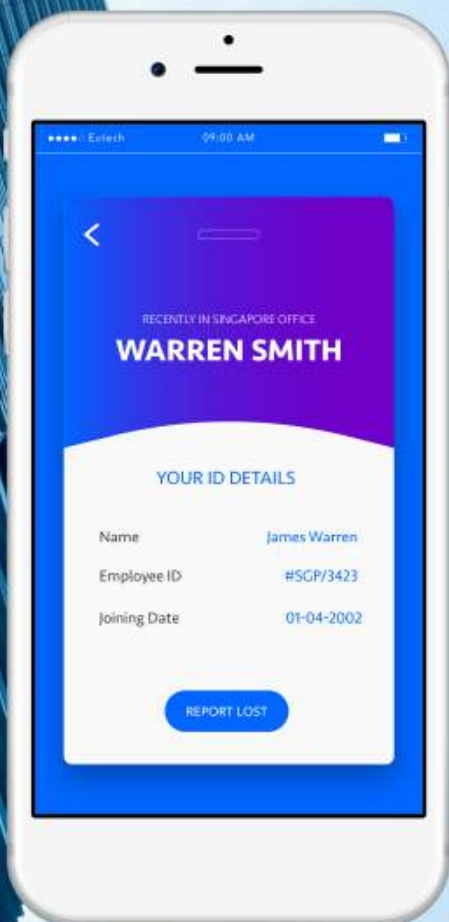 Extech 09:00 AM
RECENTLY IN SINGAPORE OFFICE
WARREN SMITH
YOUR ID DETAILS
Name James Warren
Employee ID #SGP/3423
Joining Date 01-04-2002
REPORT LOST